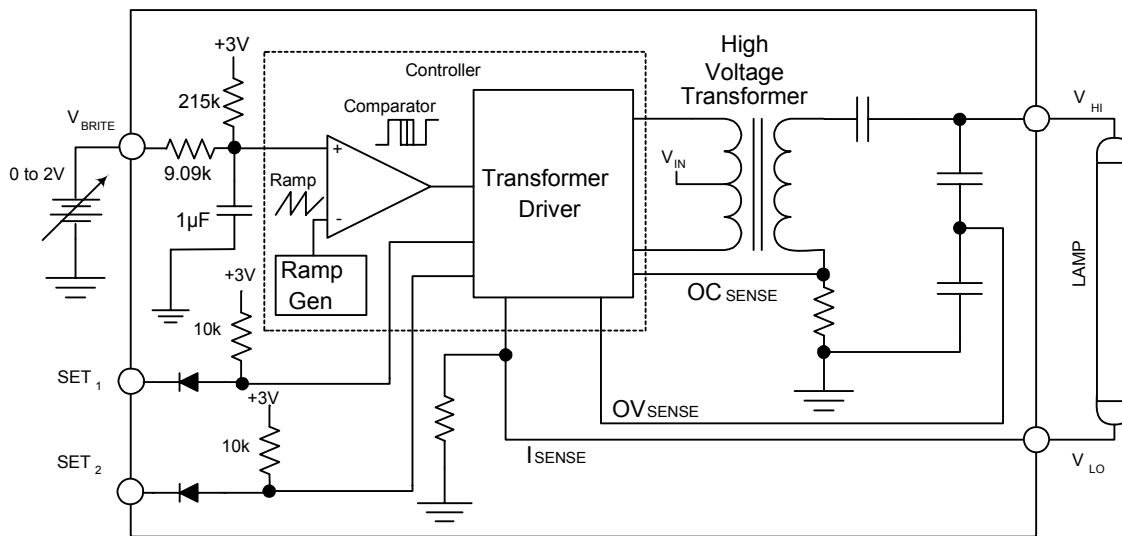 +3V
Controller
High
Voltage
Transformer
215k
Comparator
V BRITE
V HI
+
9.09k
V IN
0 to 2V
Ramp
Transformer
Driver
1µF
-
Ramp
Gen
+3V
OC SENSE
LAMP
10k
SET 1
+3V
OV SENSE
10k
I SENSE
SET 2
V LO